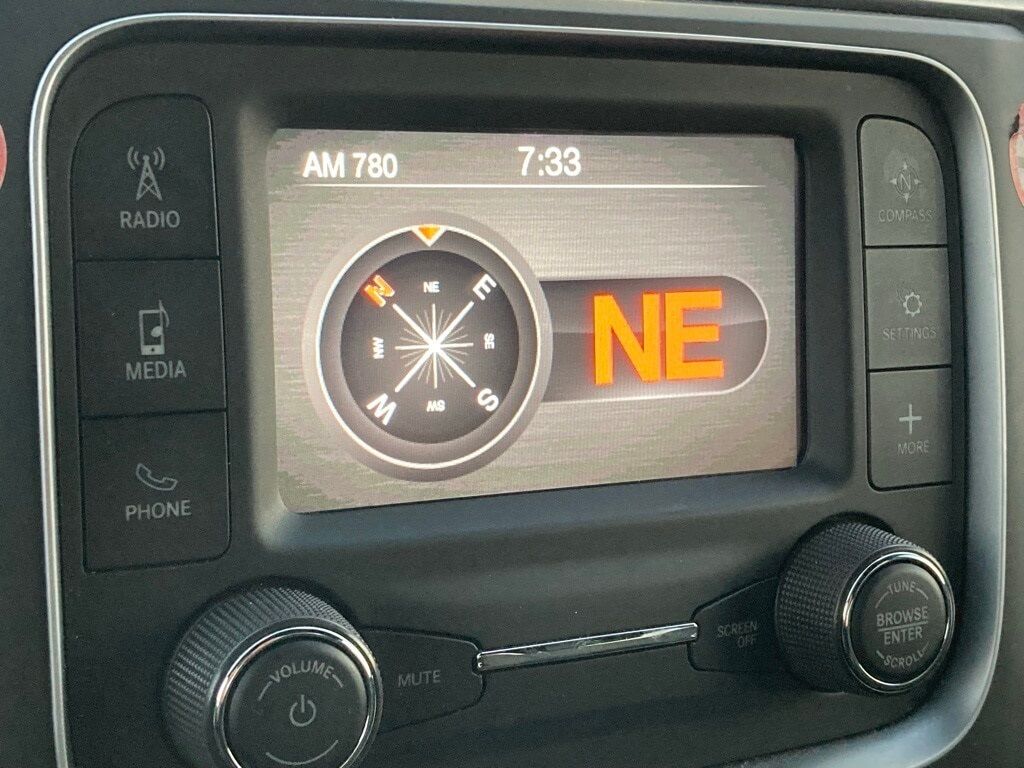 RADIO
MEDIA
PHONE
AM 780
7:33
N
NE
E
NW
SE
W
SW
S
NE
N
COMPASS
SETTINGS
MORE
VOLUME
MUTE
SCREEN
OFF
TUNE
BROWSE
ENTER
SCROLL